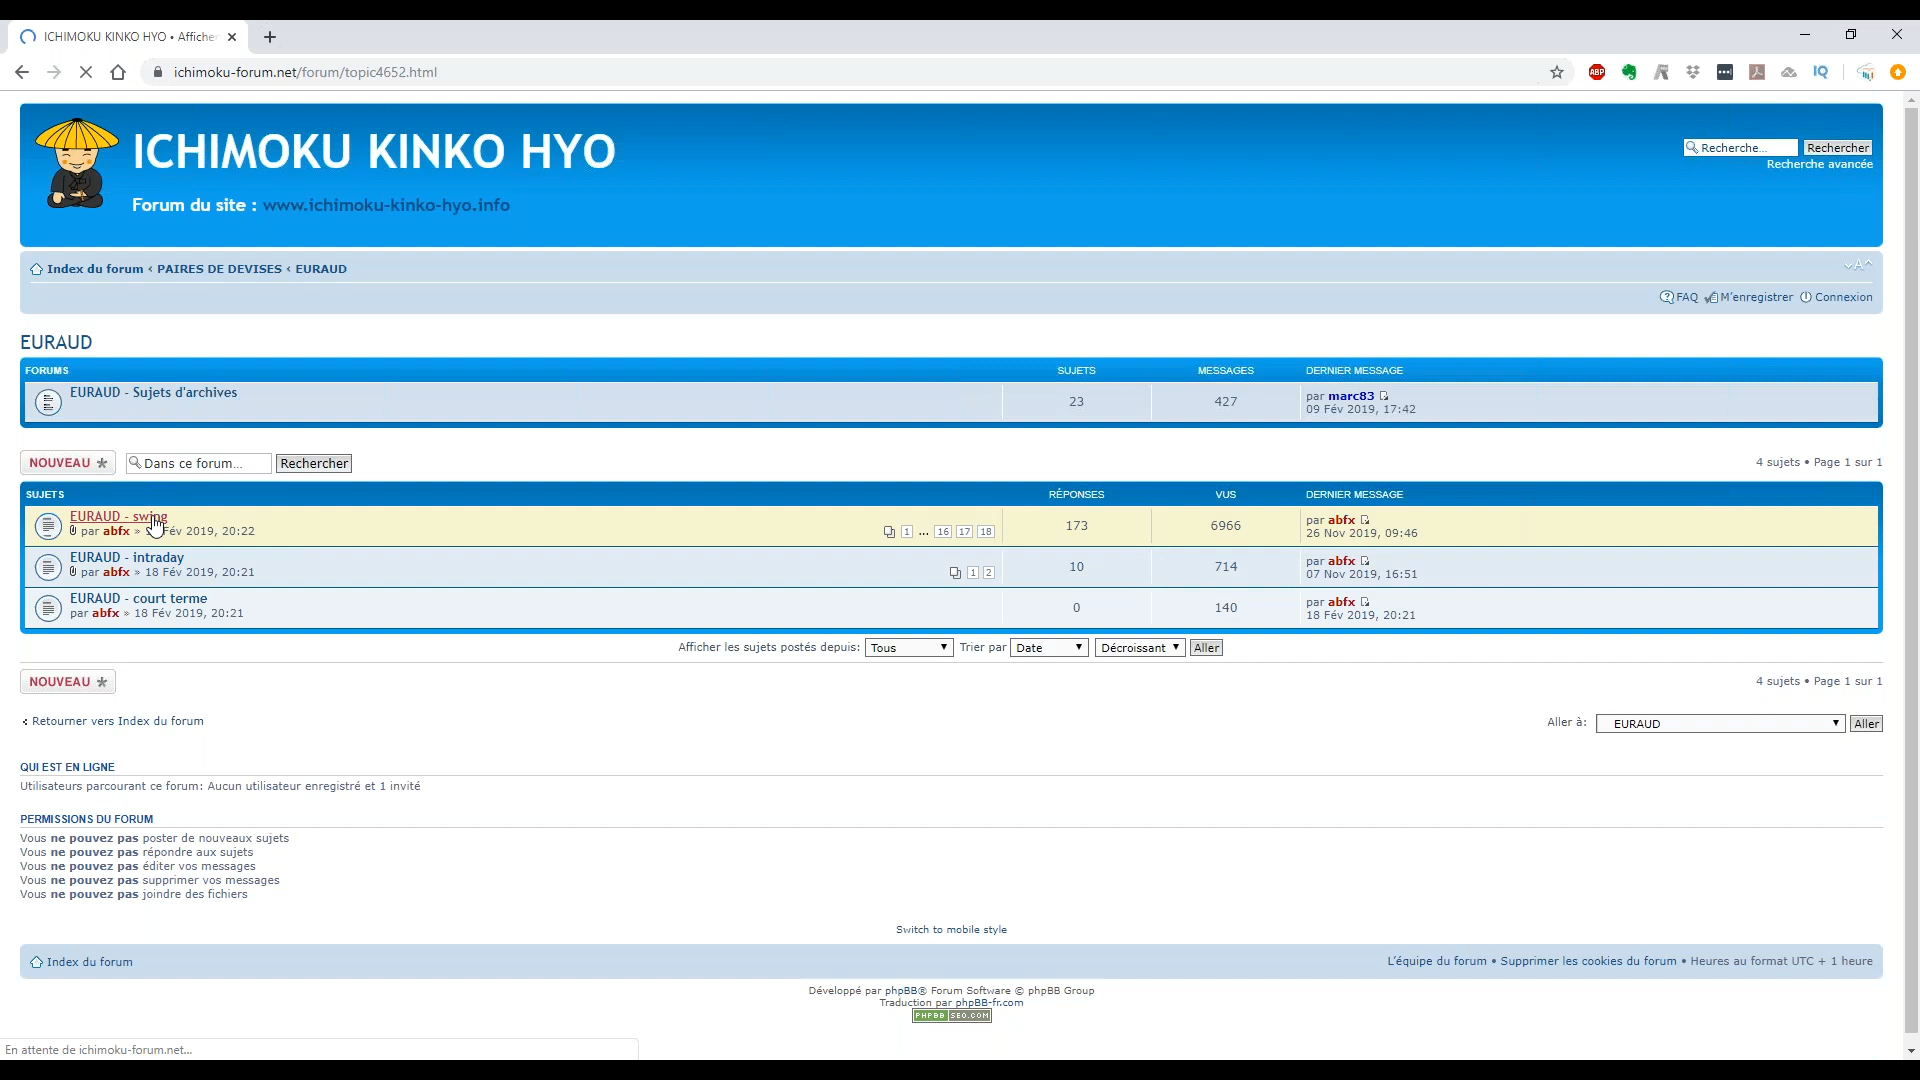 ICHIMOKU KINKO HYO • Affiche
ichimoku-forum.net/forum/topic4652.html
ABP
IQ
ICHIMOKU KINKO HYO
Forum du site : www.ichimoku-kinko-hyo.info
Recherche...
Rechercher
Recherche avancée
Index du forum ‹ PAIRES DE DEVISES ‹ EURAUD
FAQ M'enregistrer Connexion
EURAUD
FORUMS SUJETS MESSAGES DERNIER MESSAGE
EURAUD - Sujets d'archives 23 427 par marc83
09 Fév 2019, 17:42
NOUVEAU * Dans ce forum... Rechercher 4 sujets • Page 1 sur 1
SUJETS RÉPONSES VUS DERNIER MESSAGE
EURAUD - swing 173 6966 par abfx
par abfx » Fév 2019, 20:22 1 ... 16 17 18 26 Nov 2019, 09:46
EURAUD - intraday 10 714 par abfx
par abfx » 18 Fév 2019, 20:21 1 2 07 Nov 2019, 16:51
EURAUD - court terme 0 140 par abfx
par abfx » 18 Fév 2019, 20:21 18 Fév 2019, 20:21
Afficher les sujets postés depuis: Tous Trier par Date Décroissant Aller
NOUVEAU * 4 sujets • Page 1 sur 1
Retourner vers Index du forum Aller à: EURAUD Aller
QUI EST EN LIGNE
Utilisateurs parcourant ce forum: Aucun utilisateur enregistré et 1 invité
PERMISSIONS DU FORUM
Vous ne pouvez pas poster de nouveaux sujets
Vous ne pouvez pas répondre aux sujets
Vous ne pouvez pas éditer vos messages
Vous ne pouvez pas supprimer vos messages
Vous ne pouvez pas joindre des fichiers
Switch to mobile style
Index du forum L'équipe du forum • Supprimer les cookies du forum • Heures au format UTC + 1 heure
Développé par phpBB® Forum Software © phpBB Group
Traduction par phpBB-fr.com
PHPBB SEO.COM
En attente de ichimoku-forum.net...